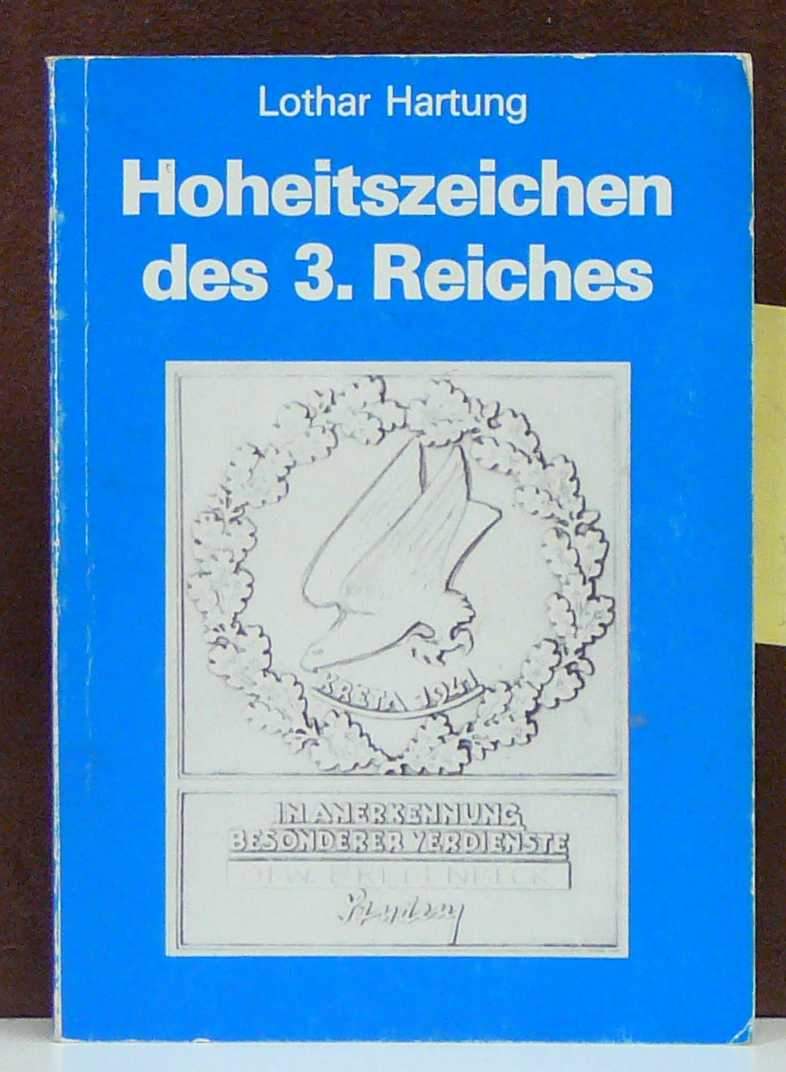 Lothar Hartung
Hoheitszeichen
des 3. Reiches
KRETA 1941
IN ANERKENNUNG
BESONDERER VERDIENSTE